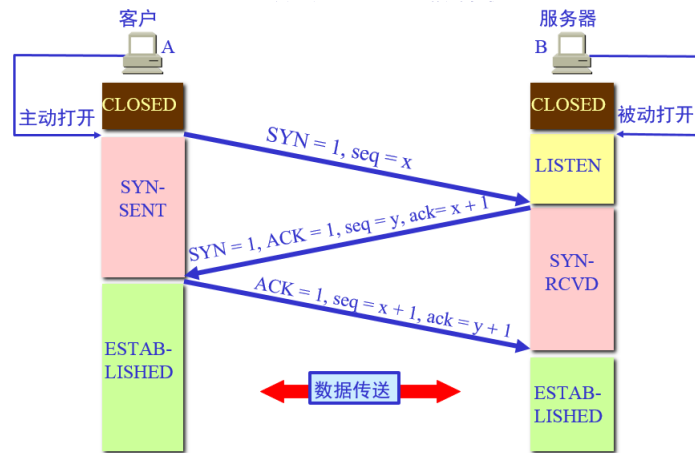 客户
服务器
A
B
CLOSED
CLOSED
主动打开
被动打开
SYN = 1, seq = x
LISTEN
SYN-
SENT
SYN = 1, ACK = 1, seq = y, ack= x + 1
SYN-
RCVD
ACK = 1, seq = x + 1, ack = y + 1
ESTAB-
LISHED
数据传送
ESTAB-
LISHED